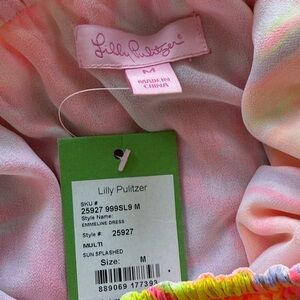 Lilly Pulitzer
M
MADE IN
CHINA
Lilly Pulitzer
SKU #
25927 999SL9 M
Style Name:
EMMELINE DRESS
Style #: 25927
MULTI
SUN SPLASHED
Size: M
889069 177393